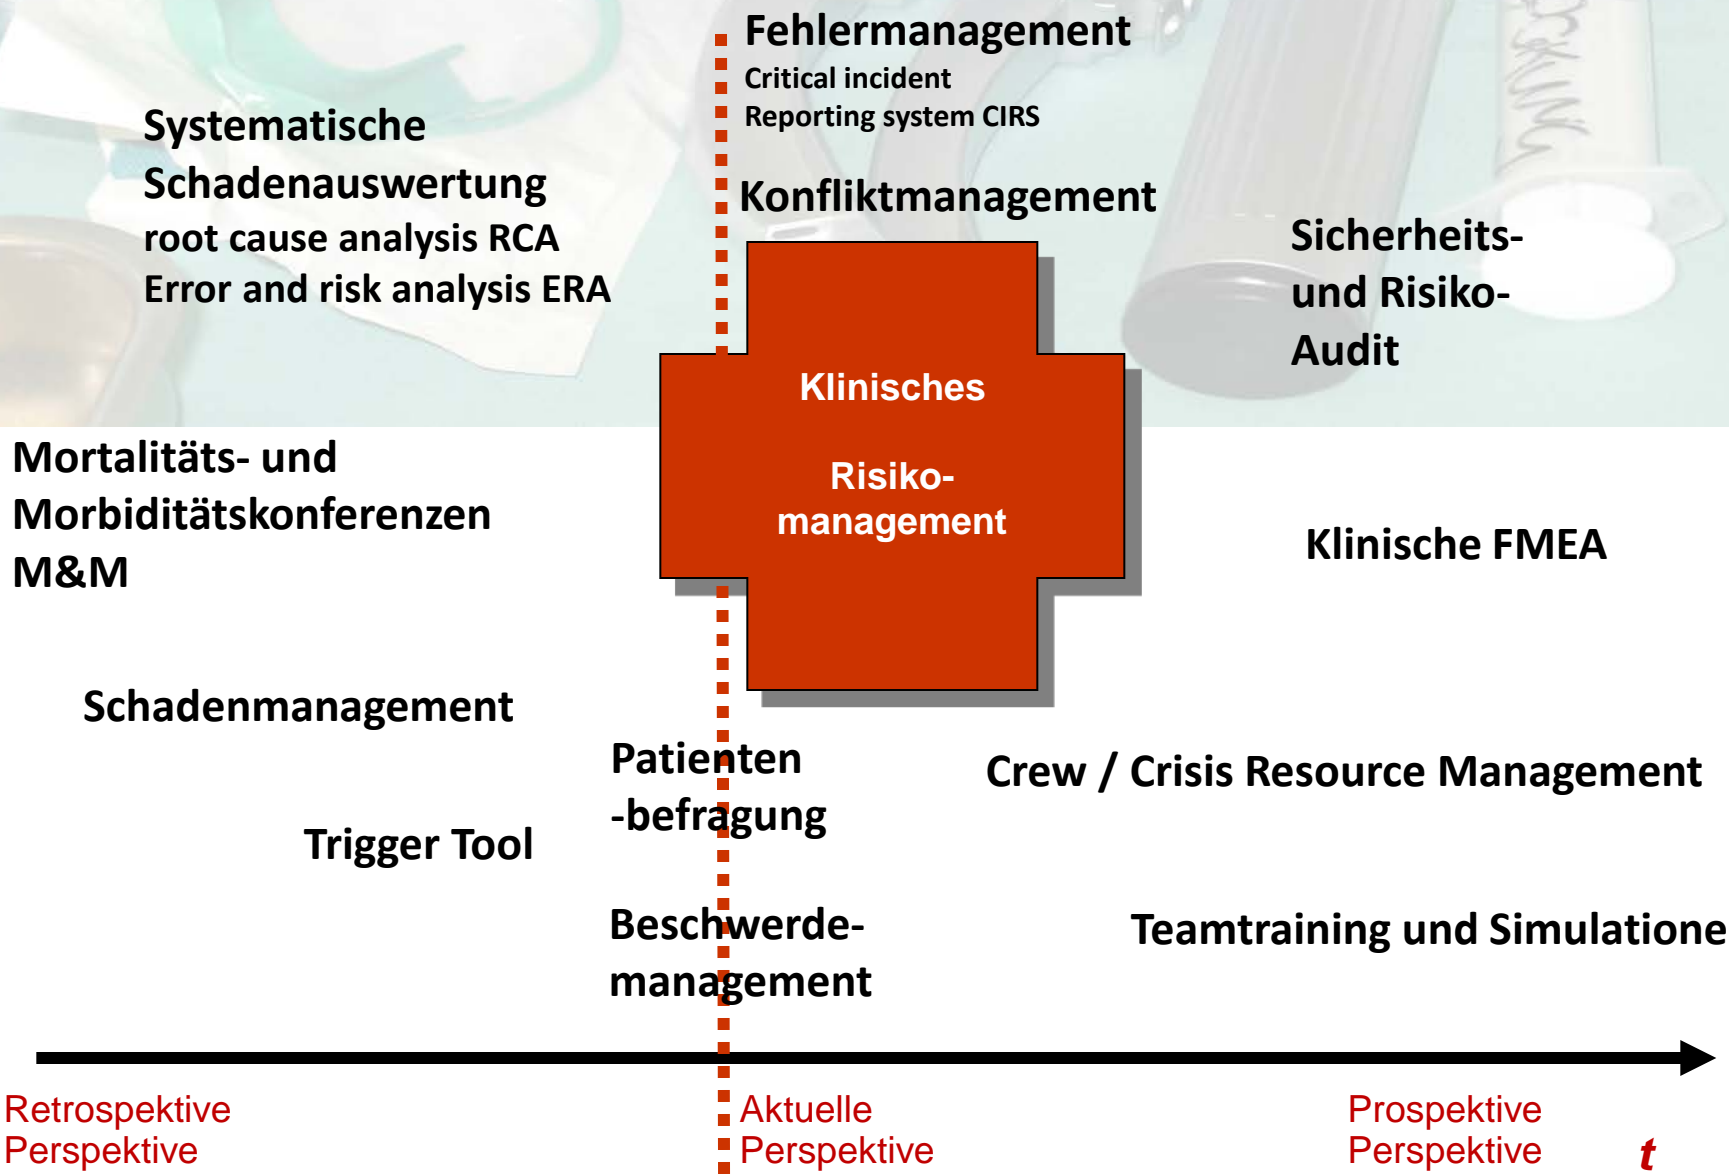 Fehlermanagement
Critical incident
Reporting system CIRS
Systematische
Schadenauswertung
root cause analysis RCA
Error and risk analysis ERA
Konfliktmanagement
Sicherheits-
und Risiko-
Audit
Klinisches
Risiko-
management
Mortalitäts- und
Morbiditätskonferenzen
M&M
Klinische FMEA
Schadenmanagement
Patienten
-befragung
Crew / Crisis Resource Management
Trigger Tool
Beschwerde-
management
Teamtraining und Simulatione
Retrospektive
Perspektive
Aktuelle
Perspektive
Prospektive
Perspektive
t